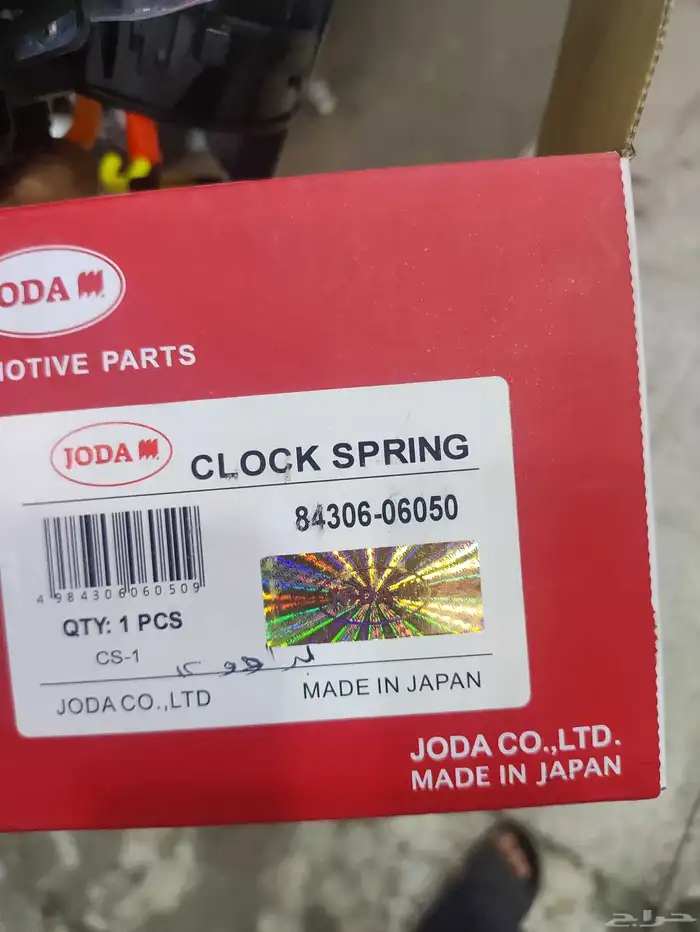 ODA
MOTIVE PARTS
JODA
CLOCK SPRING
84306-06050
4 984306 060509
QTY: 1 PCS
CS-1
JODA CO.,LTD
MADE IN JAPAN
JODA CO.,LTD.
MADE IN JAPAN
حراج